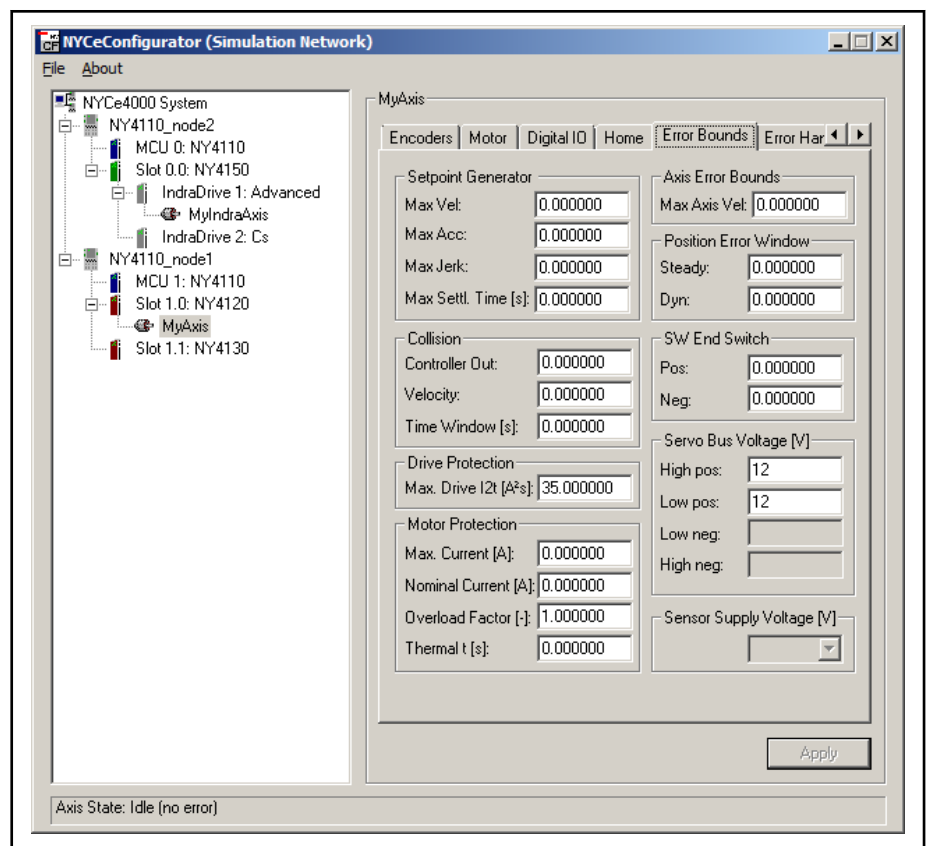 NYCeConfigurator (Simulation Network)
File About
NYCe4000 System
NY4110_node2
MCU 0: NY4110
Slot 0.0: NY4150
IndraDrive 1: Advanced
MyIndraAxis
IndraDrive 2: Cs
NY4110_node1
MCU 1: NY4110
Slot 1.0: NY4120
MyAxis
Slot 1.1: NY4130
MyAxis
Encoders Motor Digital IO Home Error Bounds Error Har
Setpoint Generator
Max Vel: 0.000000
Max Acc: 0.000000
Max Jerk: 0.000000
Max Settl. Time [s]: 0.000000
Collision
Controller Out: 0.000000
Velocity: 0.000000
Time Window [s]: 0.000000
Drive Protection
Max. Drive I2t [A²s]: 35.000000
Motor Protection
Max. Current [A]: 0.000000
Nominal Current [A]: 0.000000
Overload Factor [-]: 1.000000
Thermal t [s]: 0.000000
Axis Error Bounds
Max Axis Vel: 0.000000
Position Error Window
Steady: 0.000000
Dyn: 0.000000
SW End Switch
Pos: 0.000000
Neg: 0.000000
Servo Bus Voltage [V]
High pos: 12
Low pos: 12
Low neg:
High neg:
Sensor Supply Voltage [V]
Apply
Axis State: Idle (no error)